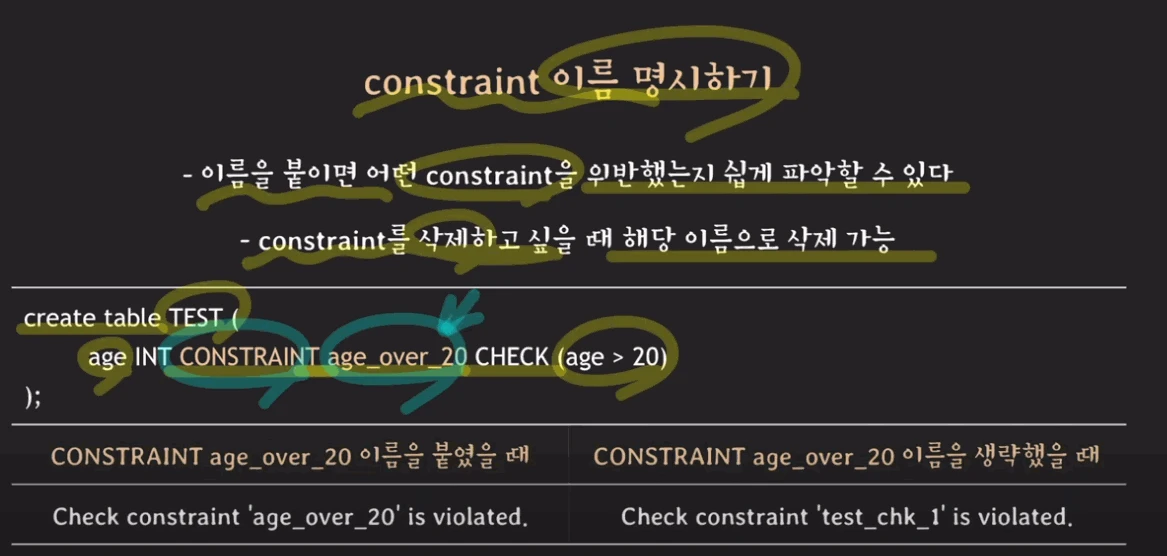 constraint 이름 명시하기
- 이름을 붙이면 어떤 constraint을 위반했는지 쉽게 파악할 수 있다
- constraint를 삭제하고 싶을 때 해당 이름으로 삭제 가능
create table TEST (
age INT CONSTRAINT age_over_20 CHECK (age > 20)
);
CONSTRAINT age_over_20 이름을 붙였을 때
CONSTRAINT age_over_20 이름을 생략했을 때
Check constraint 'age_over_20' is violated.
Check constraint 'test_chk_1' is violated.